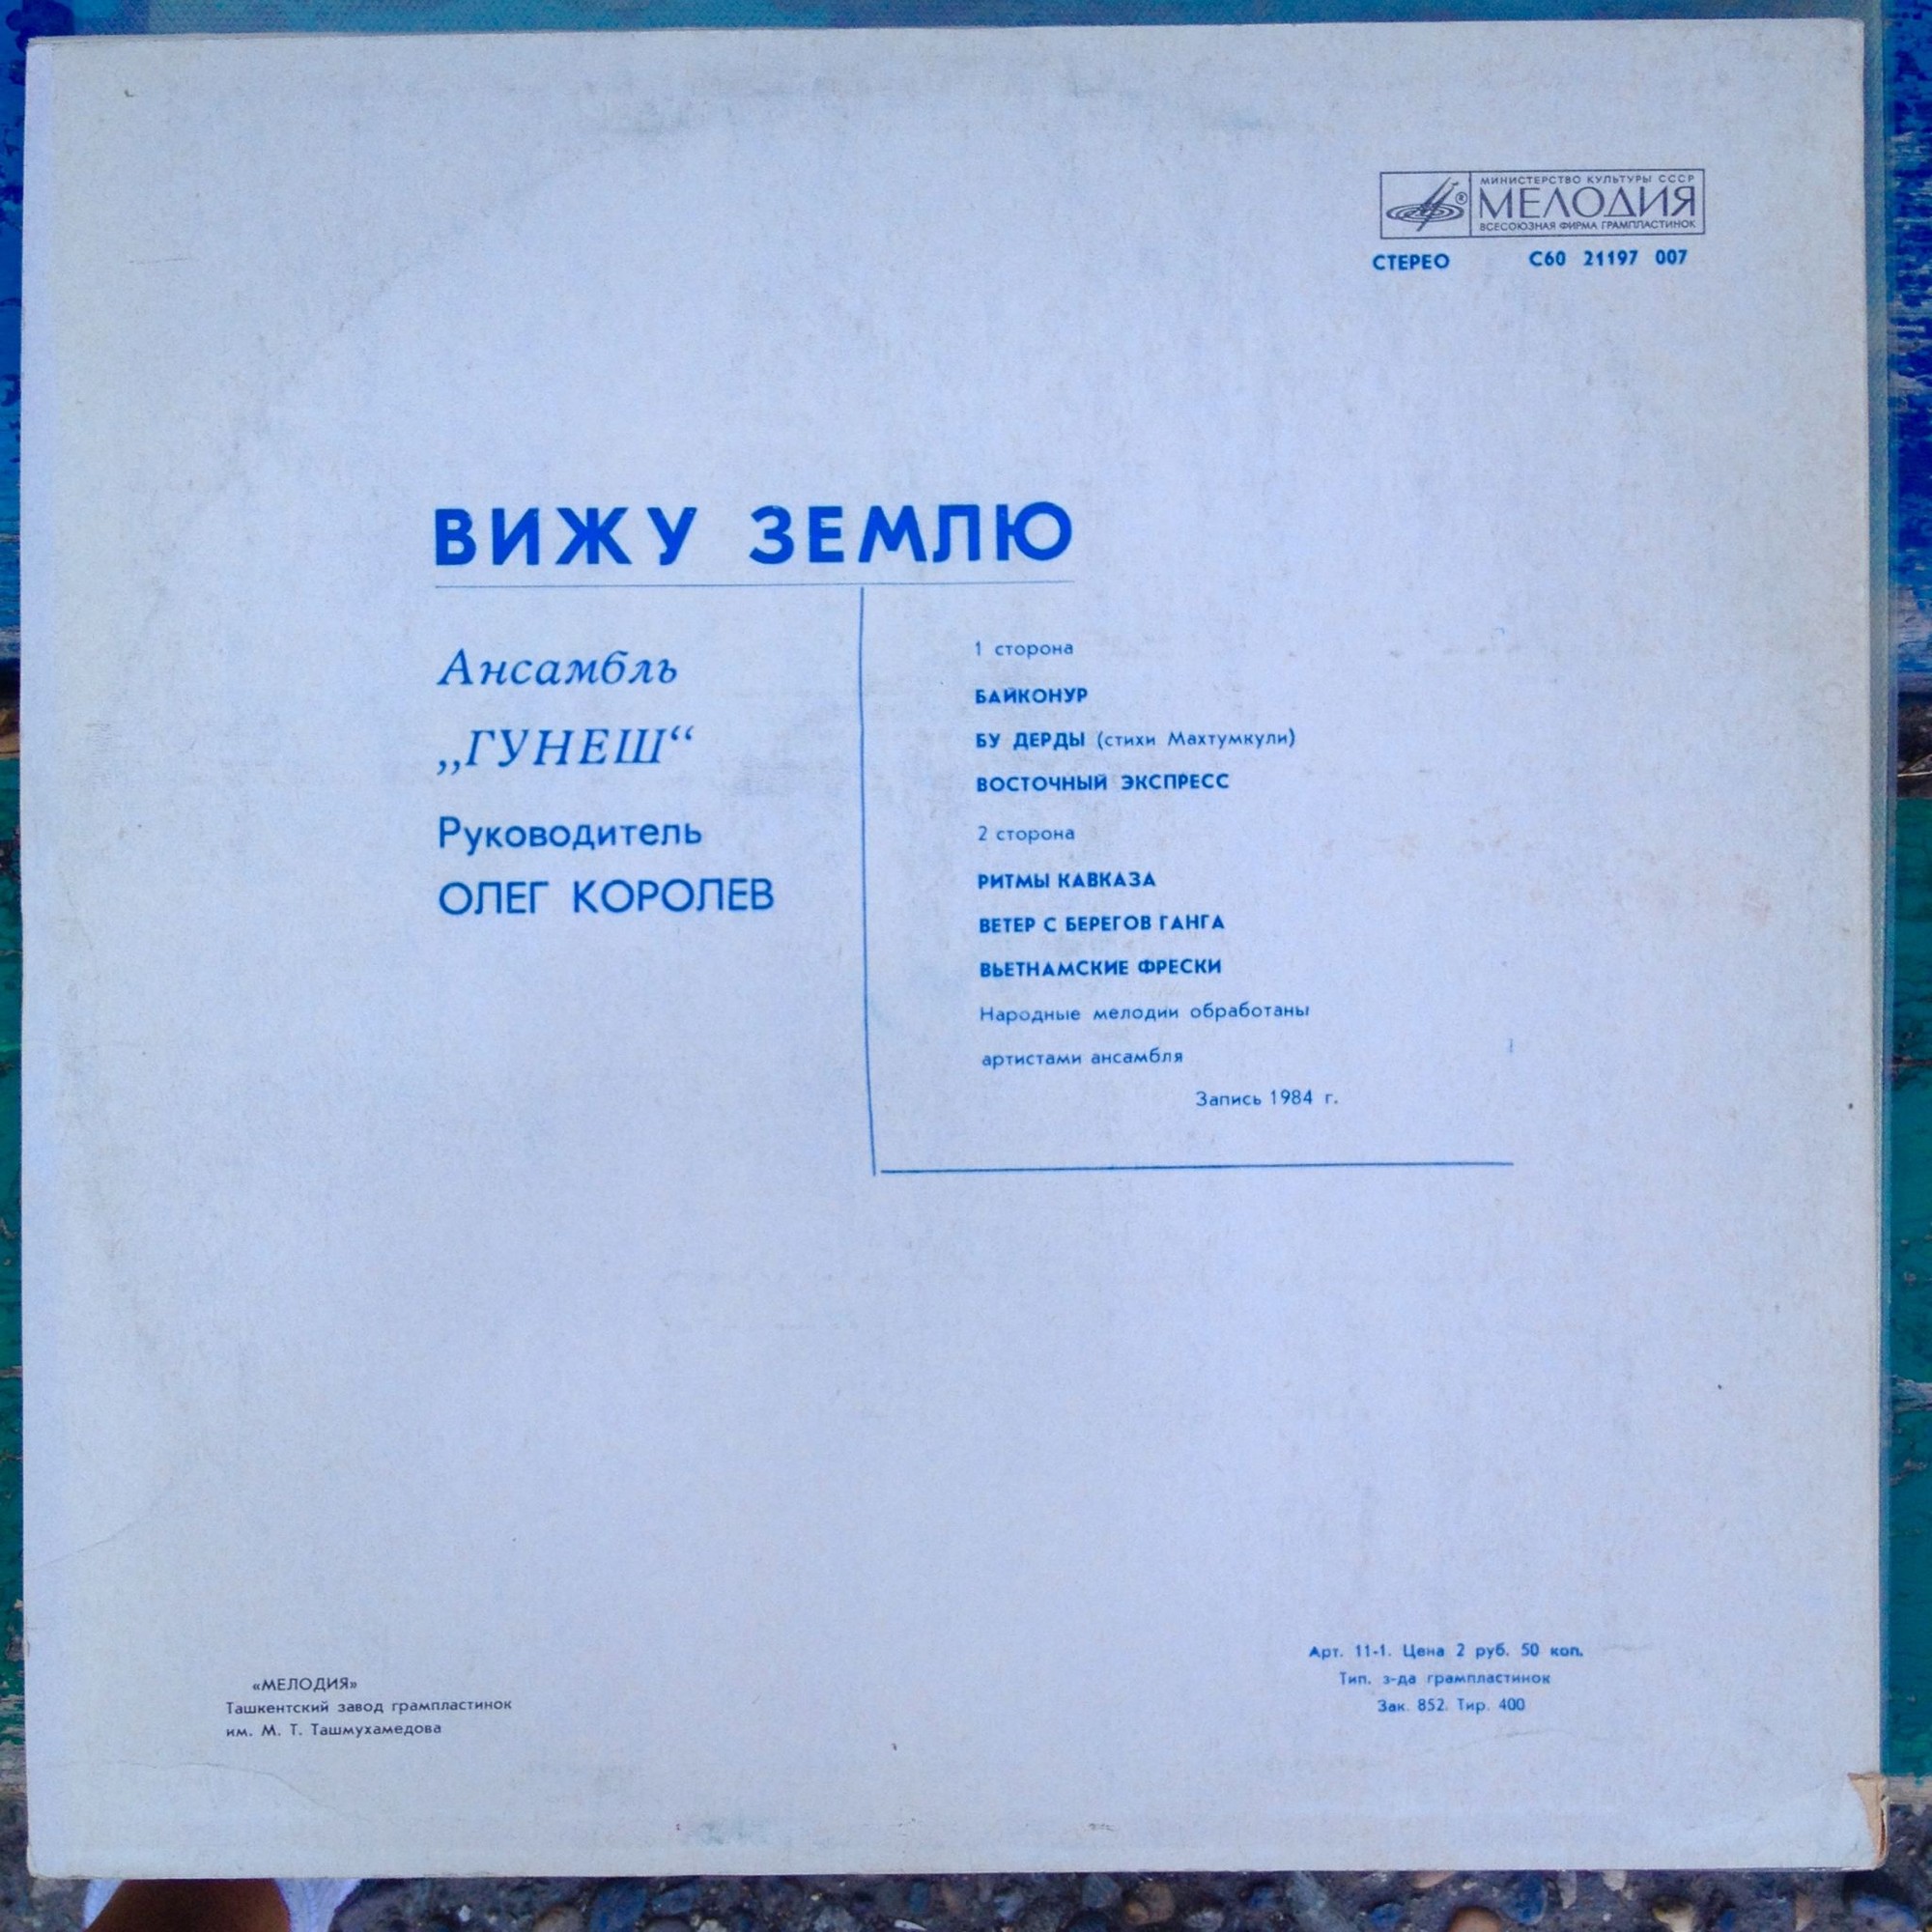 МИНИСТЕРСТВО КУЛЬТУРЫ СССР
МЕЛОДИЯ
ВСЕСОЮЗНАЯ ФИРМА ГРАМПЛАСТИНОК
СТЕРЕО С60 21197 007
ВИЖУ ЗЕМЛЮ
Ансамбль
„ГУНЕШ“
Руководитель
ОЛЕГ КОРОЛЕВ
1 сторона
БАЙКОНУР
БУ ДЕРДЫ (стихи Махтумкули)
ВОСТОЧНЫЙ ЭКСПРЕСС
2 сторона
РИТМЫ КАВКАЗА
ВЕТЕР С БЕРЕГОВ ГАНГА
ВЬЕТНАМСКИЕ ФРЕСКИ
Народные мелодии обработаны
артистами ансамбля
Запись 1984 г.
«МЕЛОДИЯ»
Ташкентский завод грампластинок
им. М. Т. Ташмухамедова
Арт. 11-1. Цена 2 руб. 50 коп.
Тип. з-да грампластинок
Зак. 852. Тир. 400